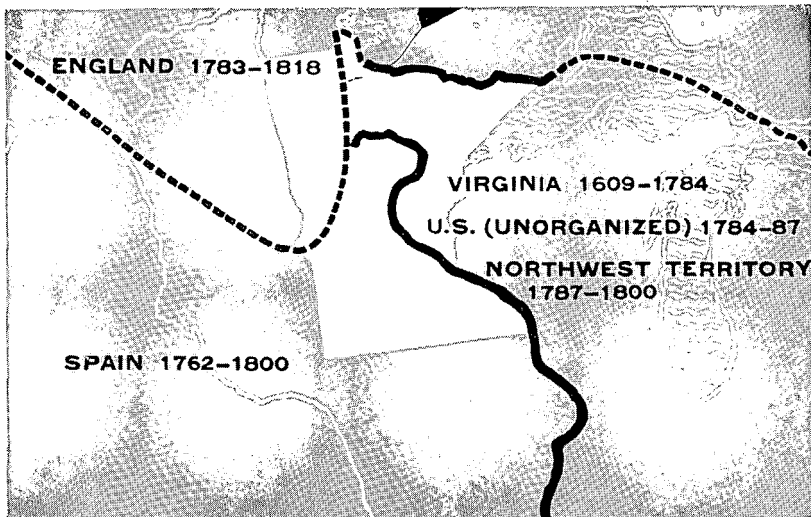 ENGLAND 1783–1818
VIRGINIA 1609–1784
U.S. (UNORGANIZED) 1784–87
NORTHWEST TERRITORY
1787–1800
SPAIN 1762–1800